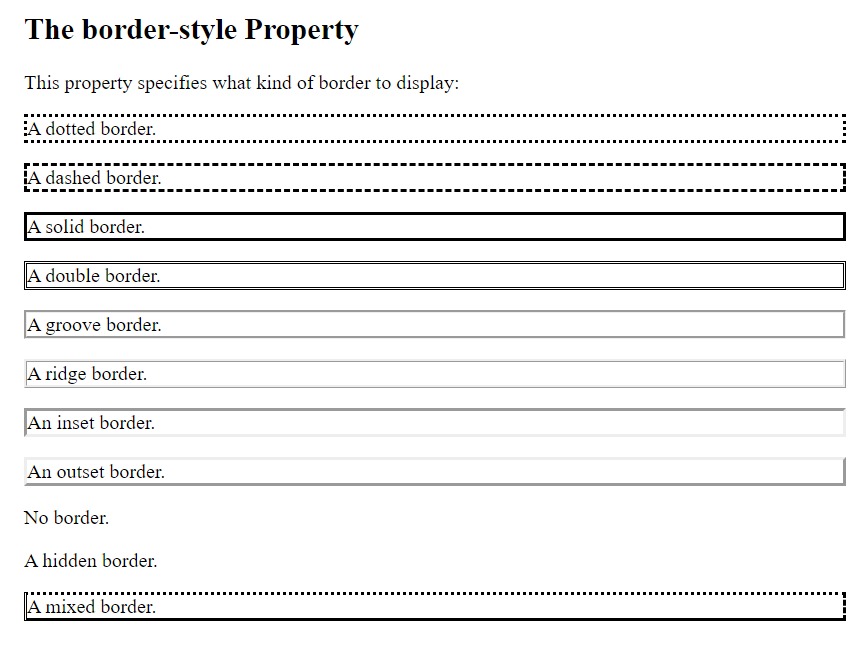 The border-style Property
This property specifies what kind of border to display:
A dotted border.
A dashed border.
A solid border.
A double border.
A groove border.
A ridge border.
An inset border.
An outset border.
No border.
A hidden border.
A mixed border.